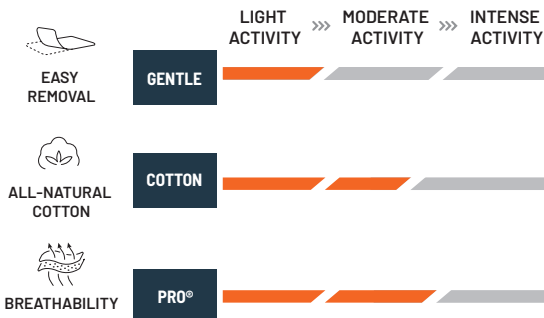 LIGHT
ACTIVITY
MODERATE
ACTIVITY
INTENSE
ACTIVITY
EASY
REMOVAL
GENTLE
ALL-NATURAL
COTTON
COTTON
BREATHABILITY
PRO®